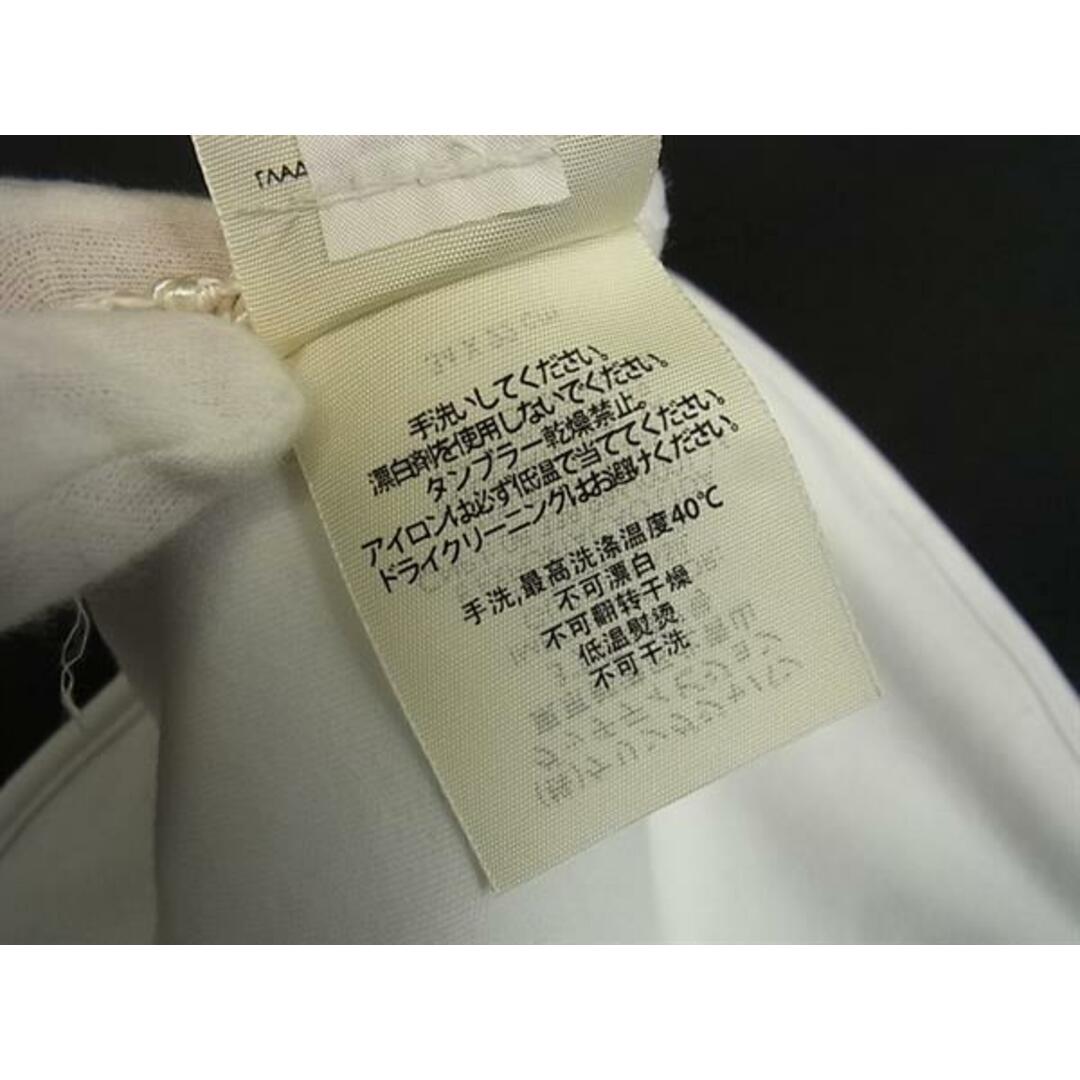 手洗いしてください。
漂白剤を使用しないでください。
タンブラー乾燥禁止。
アイロンは必ず低温で当ててください。
ドライクリーニングはお避けください。
手洗,最高洗涤温度40℃
不可漂白
不可翻转干燥
低温熨烫
不可干洗